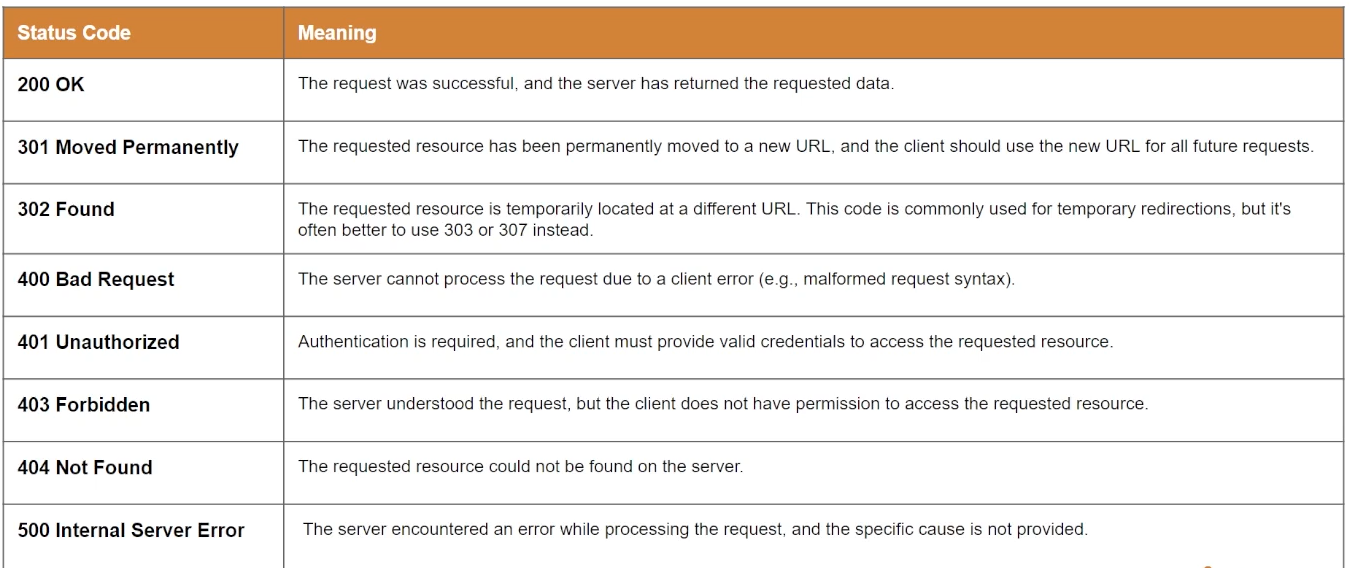 Status Code Meaning
200 OK The request was successful, and the server has returned the requested data.
301 Moved Permanently The requested resource has been permanently moved to a new URL, and the client should use the new URL for all future requests.
302 Found The requested resource is temporarily located at a different URL. This code is commonly used for temporary redirections, but it's
often better to use 303 or 307 instead.
400 Bad Request The server cannot process the request due to a client error (e.g., malformed request syntax).
401 Unauthorized Authentication is required, and the client must provide valid credentials to access the requested resource.
403 Forbidden The server understood the request, but the client does not have permission to access the requested resource.
404 Not Found The requested resource could not be found on the server.
500 Internal Server Error The server encountered an error while processing the request, and the specific cause is not provided.